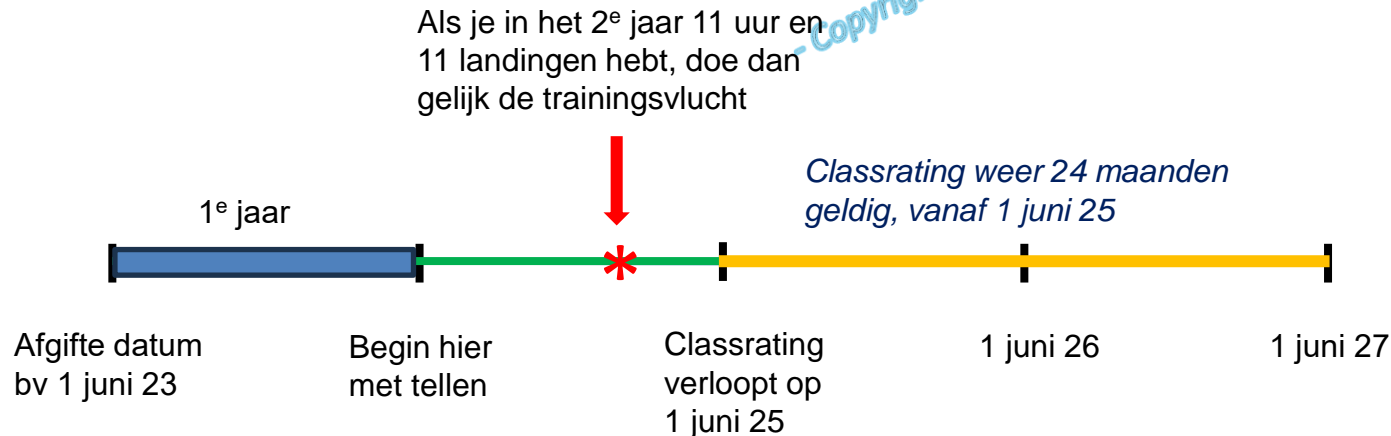 Als je in het 2e jaar 11 uur en
11 landingen hebt, doe dan
gelijk de trainingsvlucht
- Copyrig
Classrating weer 24 maanden
geldig, vanaf 1 juni 25
1e jaar
Afgifte datum
bv 1 juni 23
Begin hier
met tellen
Classrating
verloopt op
1 juni 25
1 juni 26
1 juni 27